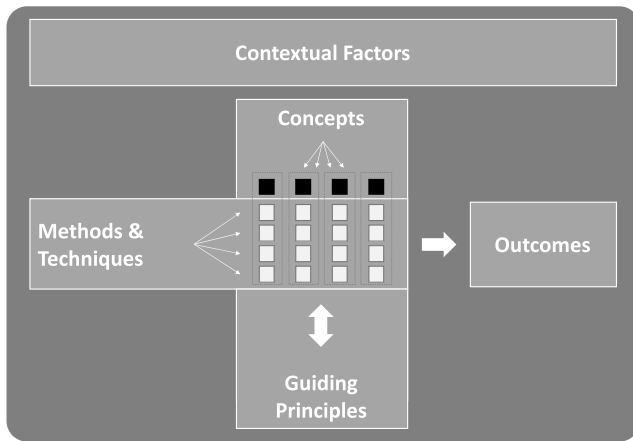 Contextual Factors
Concepts
Methods &
Techniques
Outcomes
Guiding
Principles